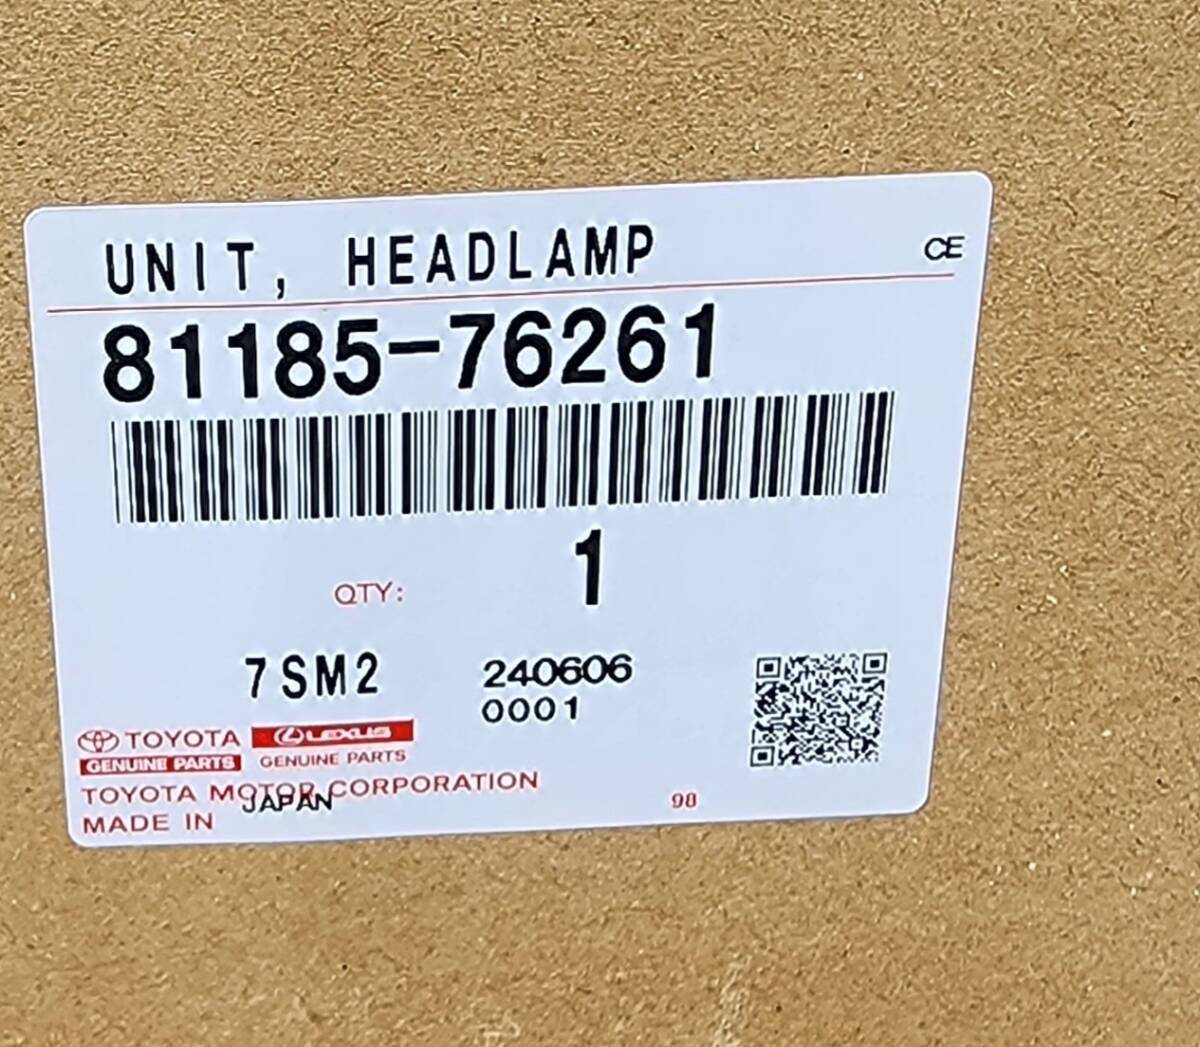 UNIT, HEADLAMP CE
81185-76261
QTY: 1
7SM2 240606
0001
TOYOTA LEXUS
GENUINE PARTS GENUINE PARTS
TOYOTA MOTOR CORPORATION
MADE IN JAPAN 98